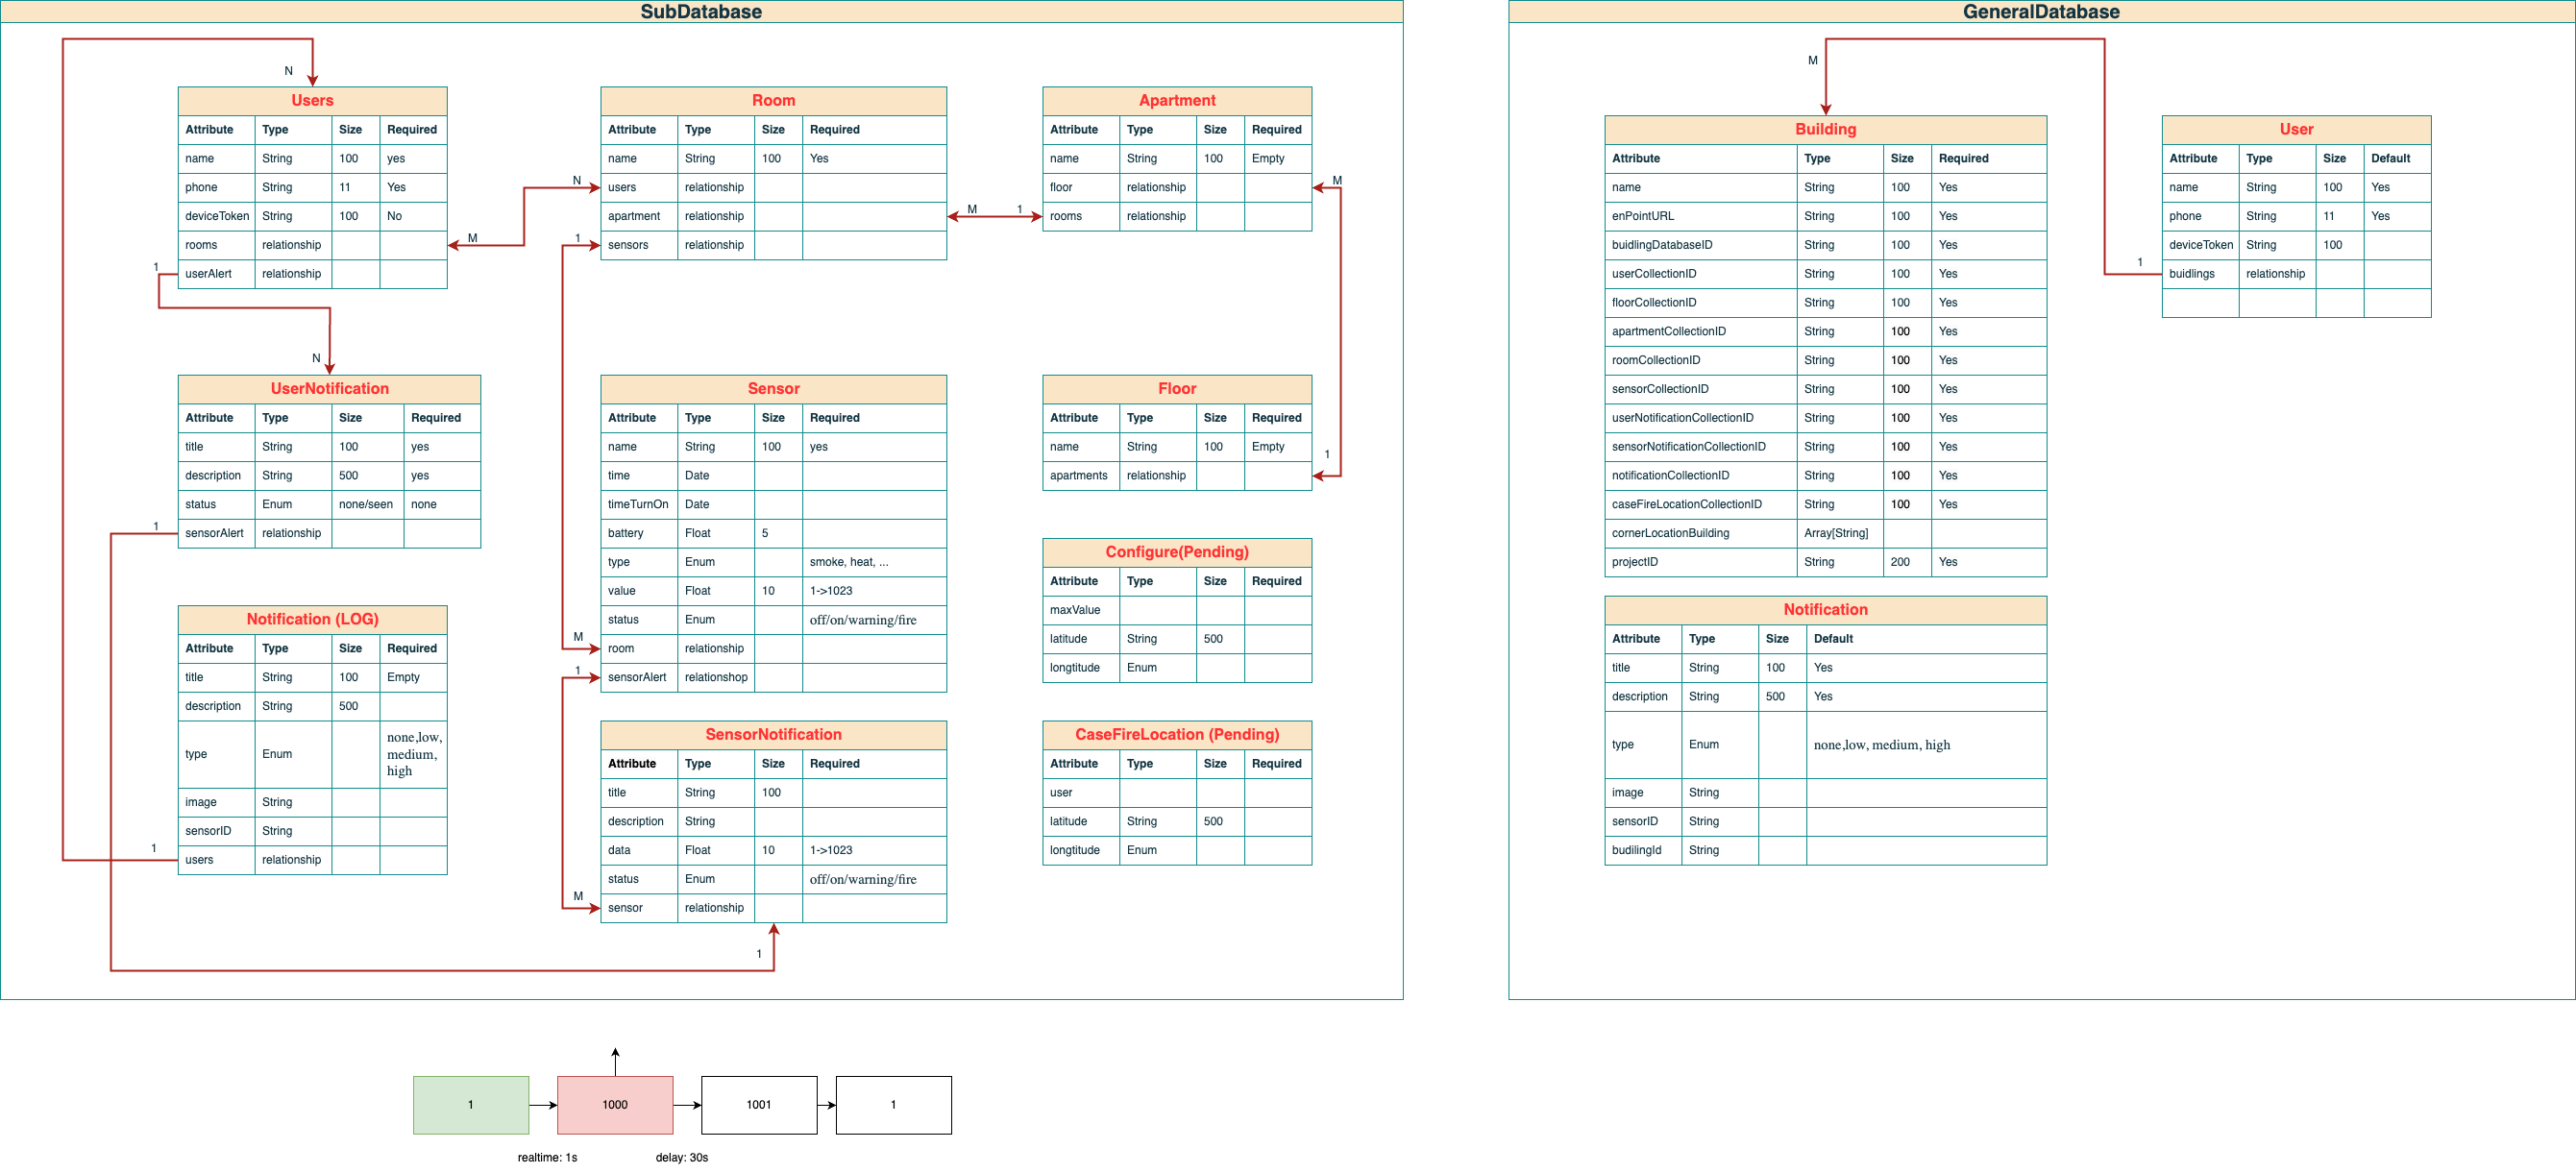 SubDatabase
N
Users
Attribute Type Size Required
name String 100 yes
phone String 11 Yes
deviceToken String 100 No
rooms relationship
userAlert relationship
M
1
N
Room
Attribute Type Size Required
name String 100 Yes
users relationship
apartment relationship
sensors relationship
N
1
M 1
Apartment
Attribute Type Size Required
name String 100 Empty
floor relationship
rooms relationship
M
UserNotification
Attribute Type Size Required
title String 100 yes
description String 500 yes
status Enum none/seen none
sensorAlert relationship
1
Sensor
Attribute Type Size Required
name String 100 yes
time Date
timeTurnOn Date
battery Float 5
type Enum smoke, heat, ...
value Float 10 1->1023
status Enum off/on/warning/fire
room relationship
sensorAlert relationshop
M
1
Floor
Attribute Type Size Required
name String 100 Empty
apartments relationship
1
Configure(Pending)
Attribute Type Size Required
maxValue
latitude String 500
longtitude Enum
Notification (LOG)
Attribute Type Size Required
title String 100 Empty
description String 500
type Enum none,low,
medium,
high
image String
sensorID String
users relationship
1
SensorNotification
Attribute Type Size Required
title String 100
description String
data Float 10 1->1023
status Enum off/on/warning/fire
sensor relationship
M
1
CaseFireLocation (Pending)
Attribute Type Size Required
user
latitude String 500
longtitude Enum
GeneralDatabase
M
Building
Attribute Type Size Required
name String 100 Yes
enPointURL String 100 Yes
buidlingDatabaseID String 100 Yes
userCollectionID String 100 Yes
floorCollectionID String 100 Yes
apartmentCollectionID String 100 Yes
roomCollectionID String 100 Yes
sensorCollectionID String 100 Yes
userNotificationCollectionID String 100 Yes
sensorNotificationCollectionID String 100 Yes
notificationCollectionID String 100 Yes
caseFireLocationCollectionID String 100 Yes
cornerLocationBuilding Array[String]
projectID String 200 Yes
User
Attribute Type Size Default
name String 100 Yes
phone String 11 Yes
deviceToken String 100
buidlings relationship
1
Notification
Attribute Type Size Default
title String 100 Yes
description String 500 Yes
type Enum none,low, medium, high
image String
sensorID String
budilingId String
1 1000 1001 1
realtime: 1s delay: 30s